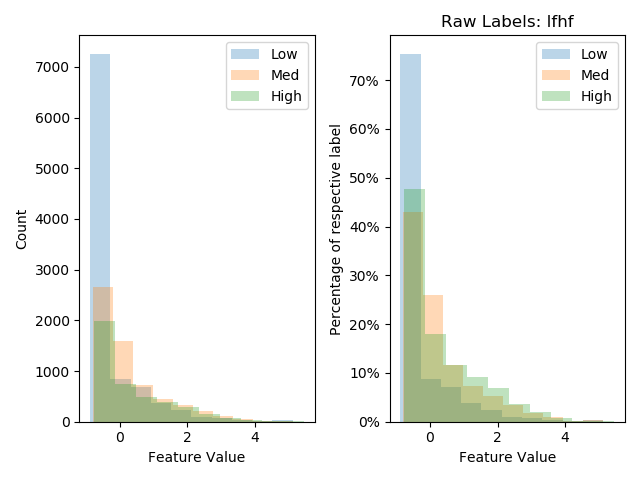 Raw Labels: lfhf
Count
7000
6000
5000
4000
3000
2000
1000
0
0
2
4
Feature Value
Low
Med
High
Percentage of respective label
70%
60%
50%
40%
30%
20%
10%
0%
0
2
4
Feature Value
Low
Med
High